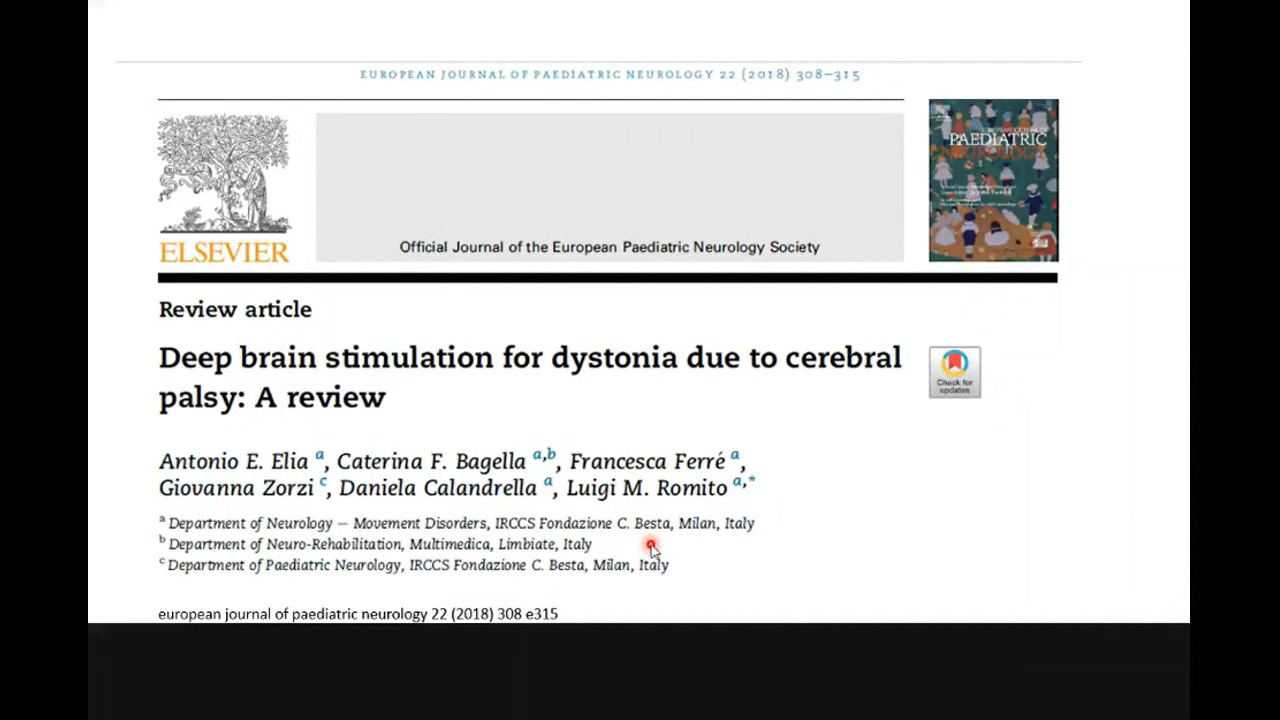 EUROPEAN JOURNAL OF PAEDIATRIC NEUROLOGY 22 (2018) 308–315
ELSEVIER
Official Journal of the European Paediatric Neurology Society
PAEDIATRIC
NEUROLOGY
Review article
Deep brain stimulation for dystonia due to cerebral
palsy: A review
Check for
updates
Antonio E. Elia a, Caterina F. Bagella a,b, Francesca Ferré a,
Giovanna Zorzi c, Daniela Calandrella a, Luigi M. Romito a,*
a Department of Neurology – Movement Disorders, IRCCS Fondazione C. Besta, Milan, Italy
b Department of Neuro-Rehabilitation, Multimedica, Limbiate, Italy
c Department of Paediatric Neurology, IRCCS Fondazione C. Besta, Milan, Italy
european journal of paediatric neurology 22 (2018) 308 e315